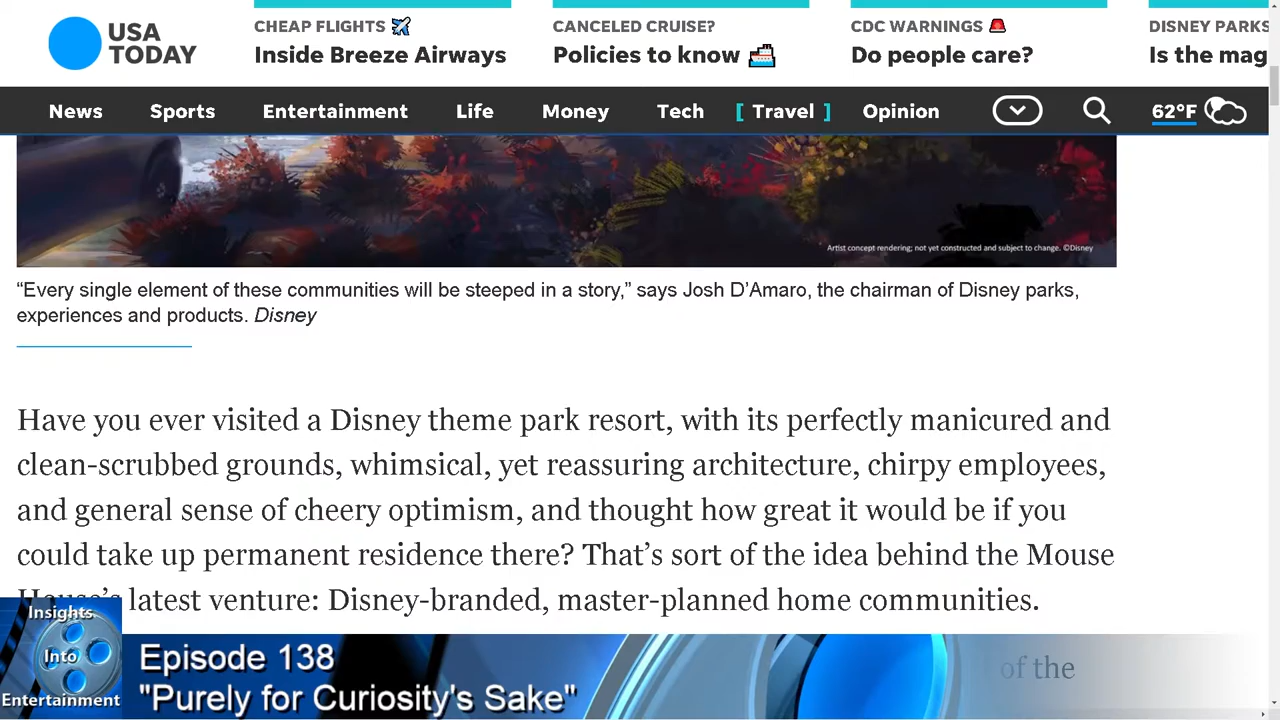 USA
TODAY
CHEAP FLIGHTS
Inside Breeze Airways
CANCELED CRUISE?
Policies to know
CDC WARNINGS
Do people care?
DISNEY PARKS
Is the mag
News Sports Entertainment Life Money Tech [ Travel ] Opinion 62°F
Artist concept rendering; not yet constructed and subject to change. ©Disney
“Every single element of these communities will be steeped in a story,” says Josh D’Amaro, the chairman of Disney parks,
experiences and products. Disney
Have you ever visited a Disney theme park resort, with its perfectly manicured and
clean-scrubbed grounds, whimsical, yet reassuring architecture, chirpy employees,
and general sense of cheery optimism, and thought how great it would be if you
could take up permanent residence there? That’s sort of the idea behind the Mouse
House’s latest venture: Disney-branded, master-planned home communities.
of the
Insights
Into
Entertainment
Episode 138
"Purely for Curiosity's Sake"